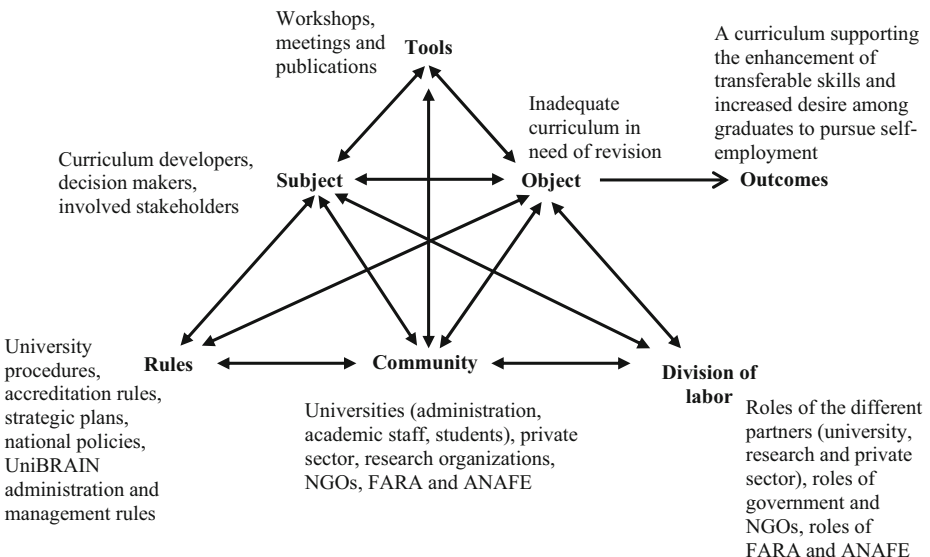 Workshops,
meetings and
publications
Tools
A curriculum supporting
the enhancement of
transferable skills and
increased desire among
graduates to pursue self-
employment
Inadequate
curriculum in
need of revision
Curriculum developers,
decision makers,
involved stakeholders
Subject
Object
Outcomes
University
procedures,
accreditation rules,
strategic plans,
national policies,
UniBRAIN
administration and
management rules
Rules
Community
Division of
labor
Universities (administration,
academic staff, students), private
sector, research organizations,
NGOs, FARA and ANAFE
Roles of the different
partners (university,
research and private
sector), roles of
government and
NGOs, roles of
FARA and ANAFE